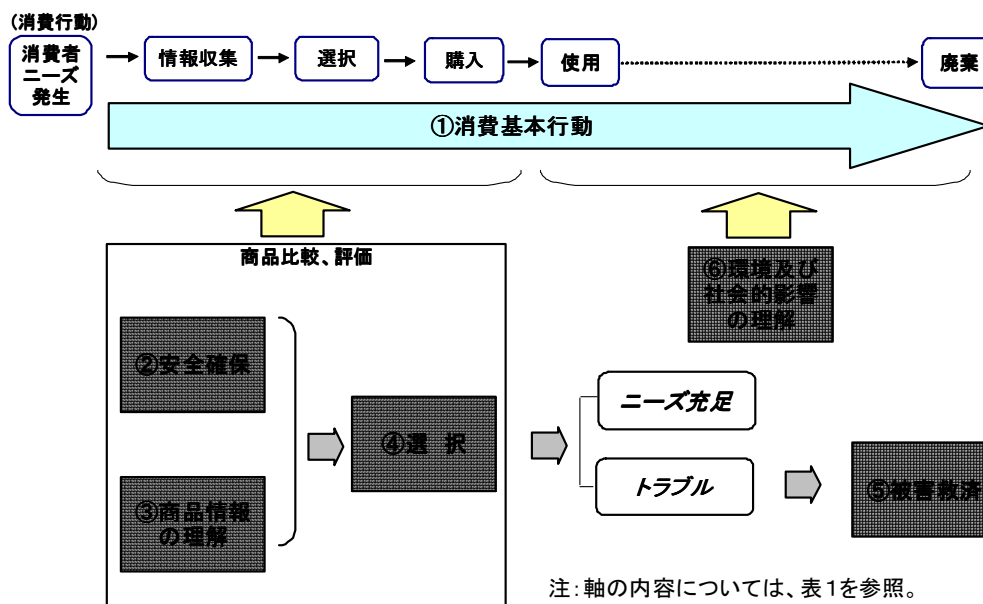 (消費行動)
消費者
ニーズ
発生
情報収集
選択
購入
使用
廃棄
①消費基本行動
商品比較、評価
②安全確保
③商品情報
の理解
④選 択
ニーズ充足
トラブル
⑤被害救済
⑥環境及び
社会的影響
の理解
注:軸の内容については、表1を参照。